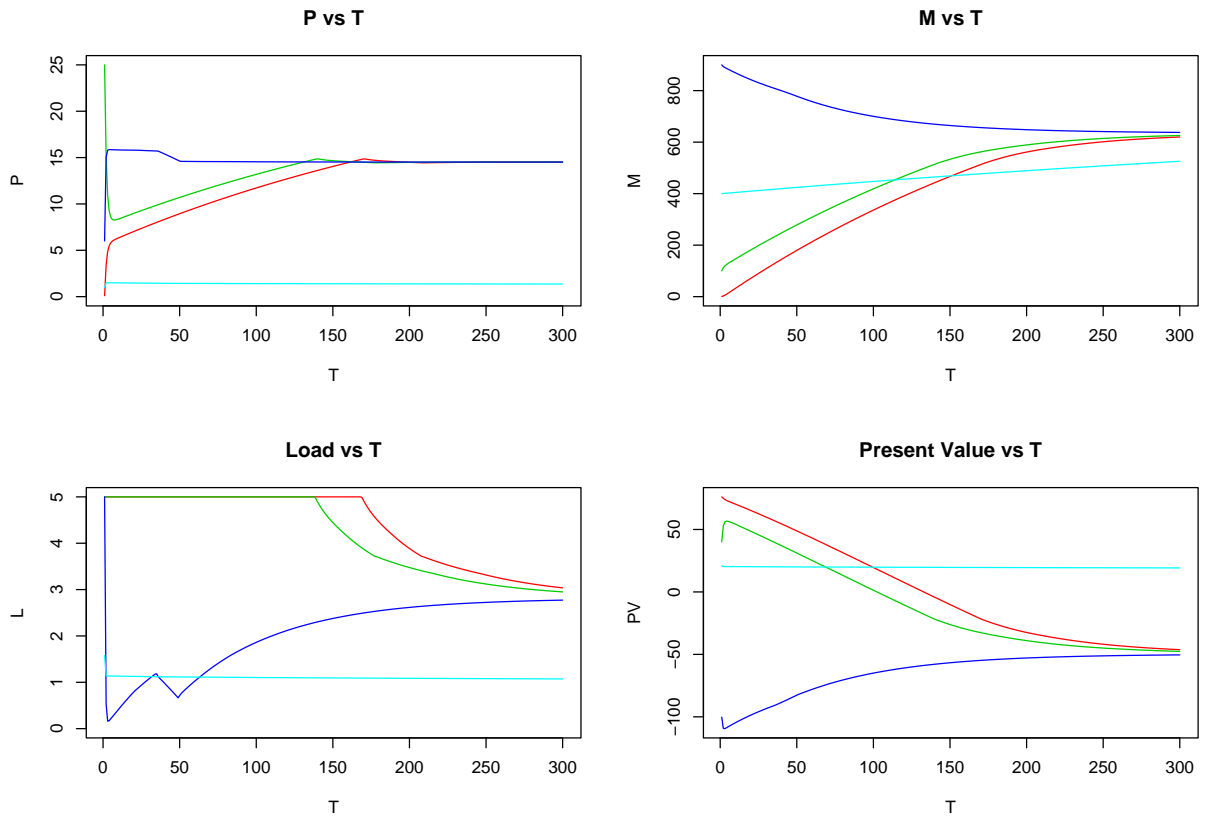 P vs T
P
0 5 10 15 20 25
0 50 100 150 200 250 300
T
M vs T
M
0 200 400 600 800
0 50 100 150 200 250 300
T
Load vs T
L
0 1 2 3 4 5
0 50 100 150 200 250 300
T
Present Value vs T
PV
−100 −50 0 50
0 50 100 150 200 250 300
T